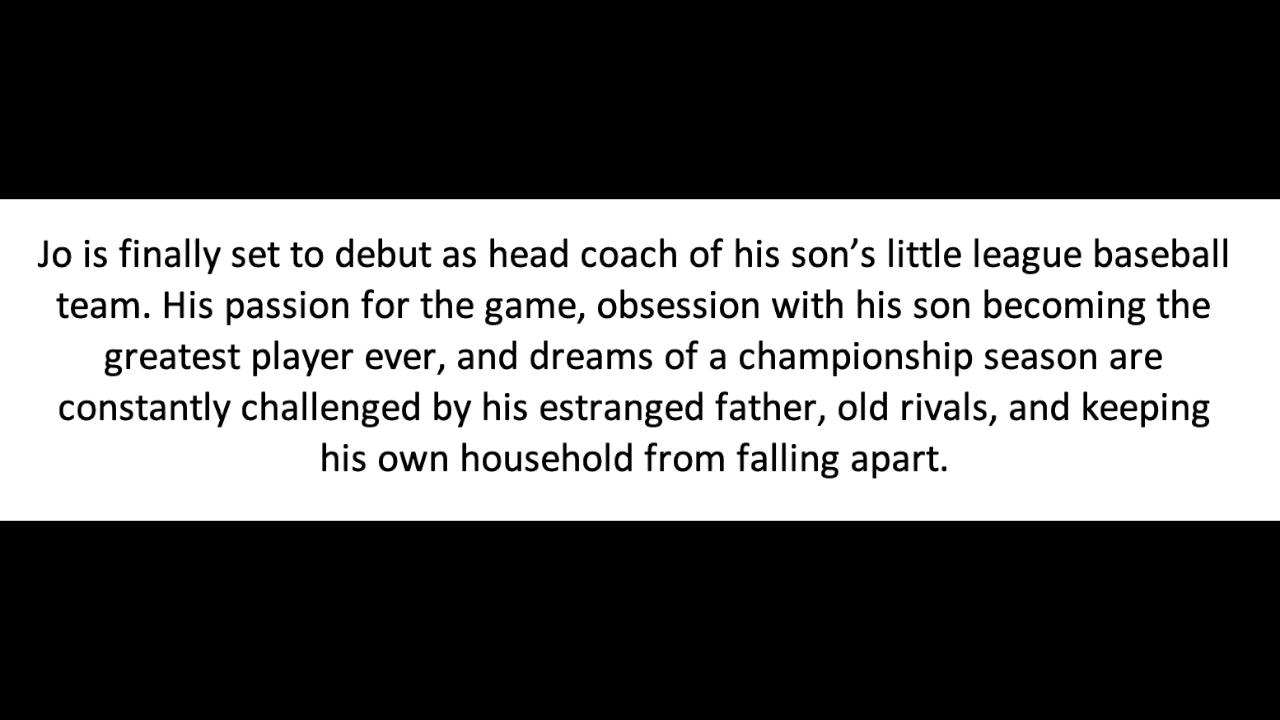 Jo is finally set to debut as head coach of his son’s little league baseball
team. His passion for the game, obsession with his son becoming the
greatest player ever, and dreams of a championship season are
constantly challenged by his estranged father, old rivals, and keeping
his own household from falling apart.